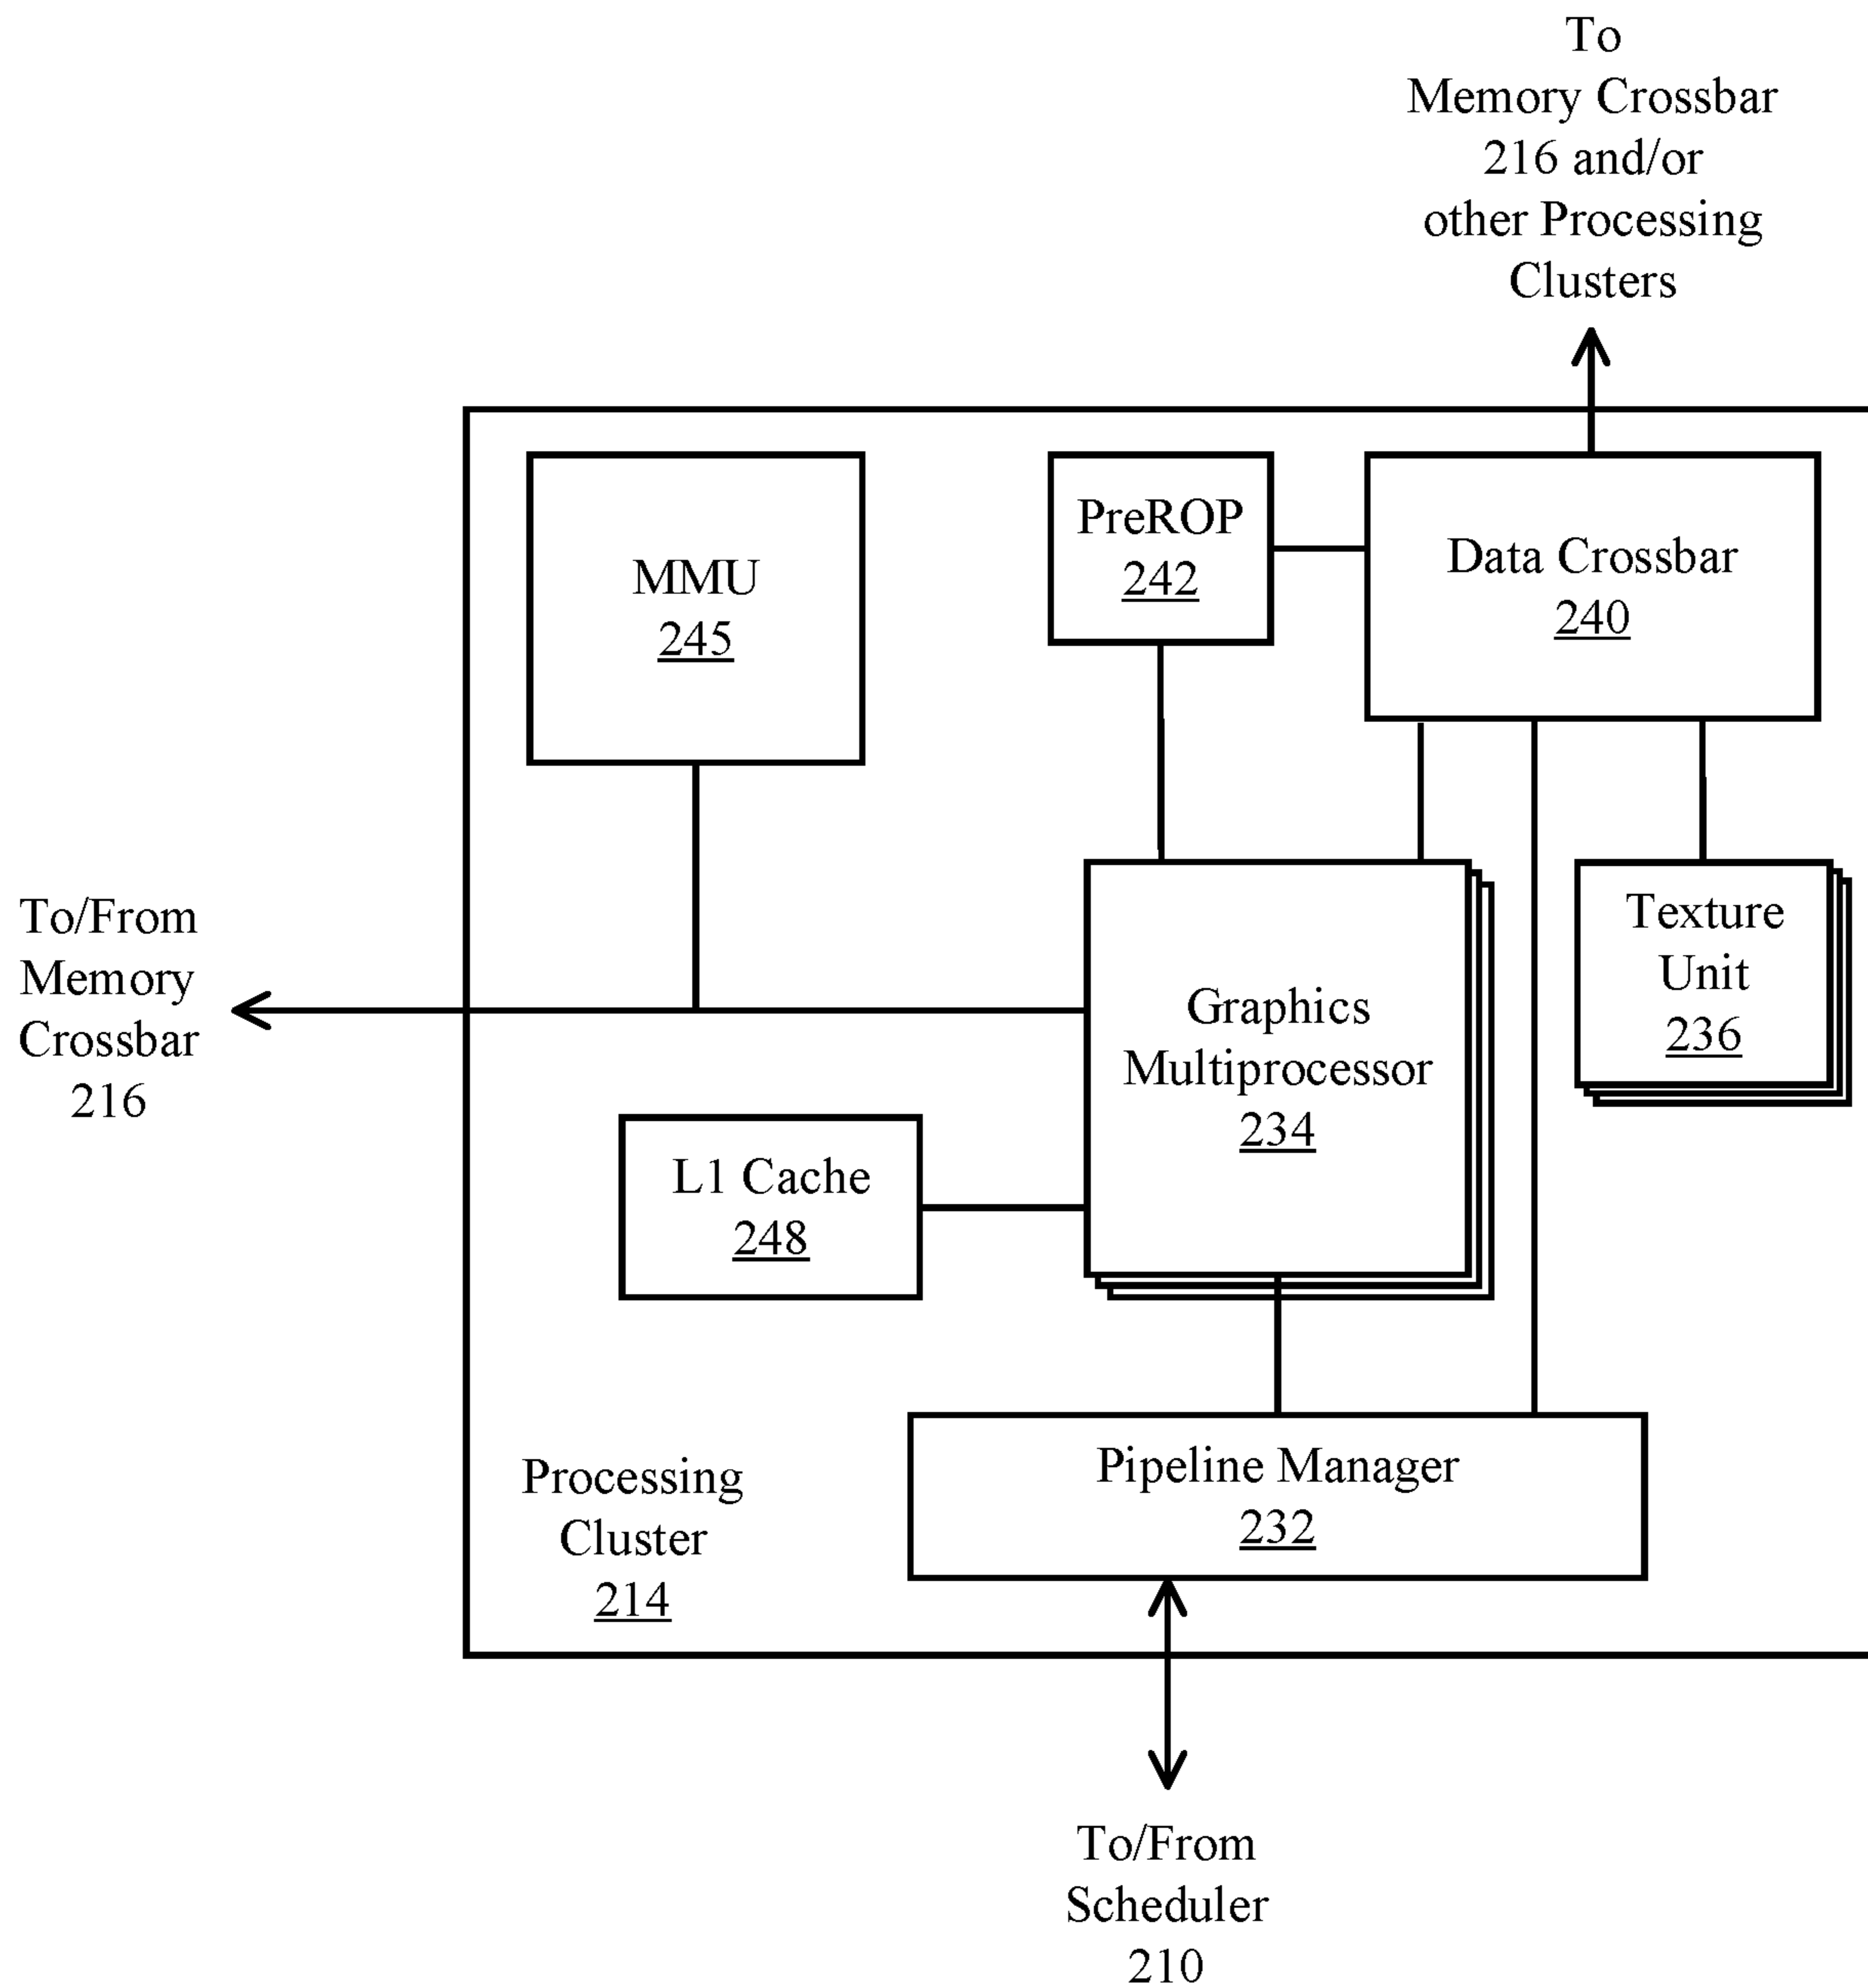 To
Memory Crossbar
216 and/or
other Processing
Clusters
MMU
245
PreROP
242
Data Crossbar
240
To/From
Memory
Crossbar
216
Graphics
Multiprocessor
234
Texture
Unit
236
L1 Cache
248
Processing
Cluster
214
Pipeline Manager
232
To/From
Scheduler
210